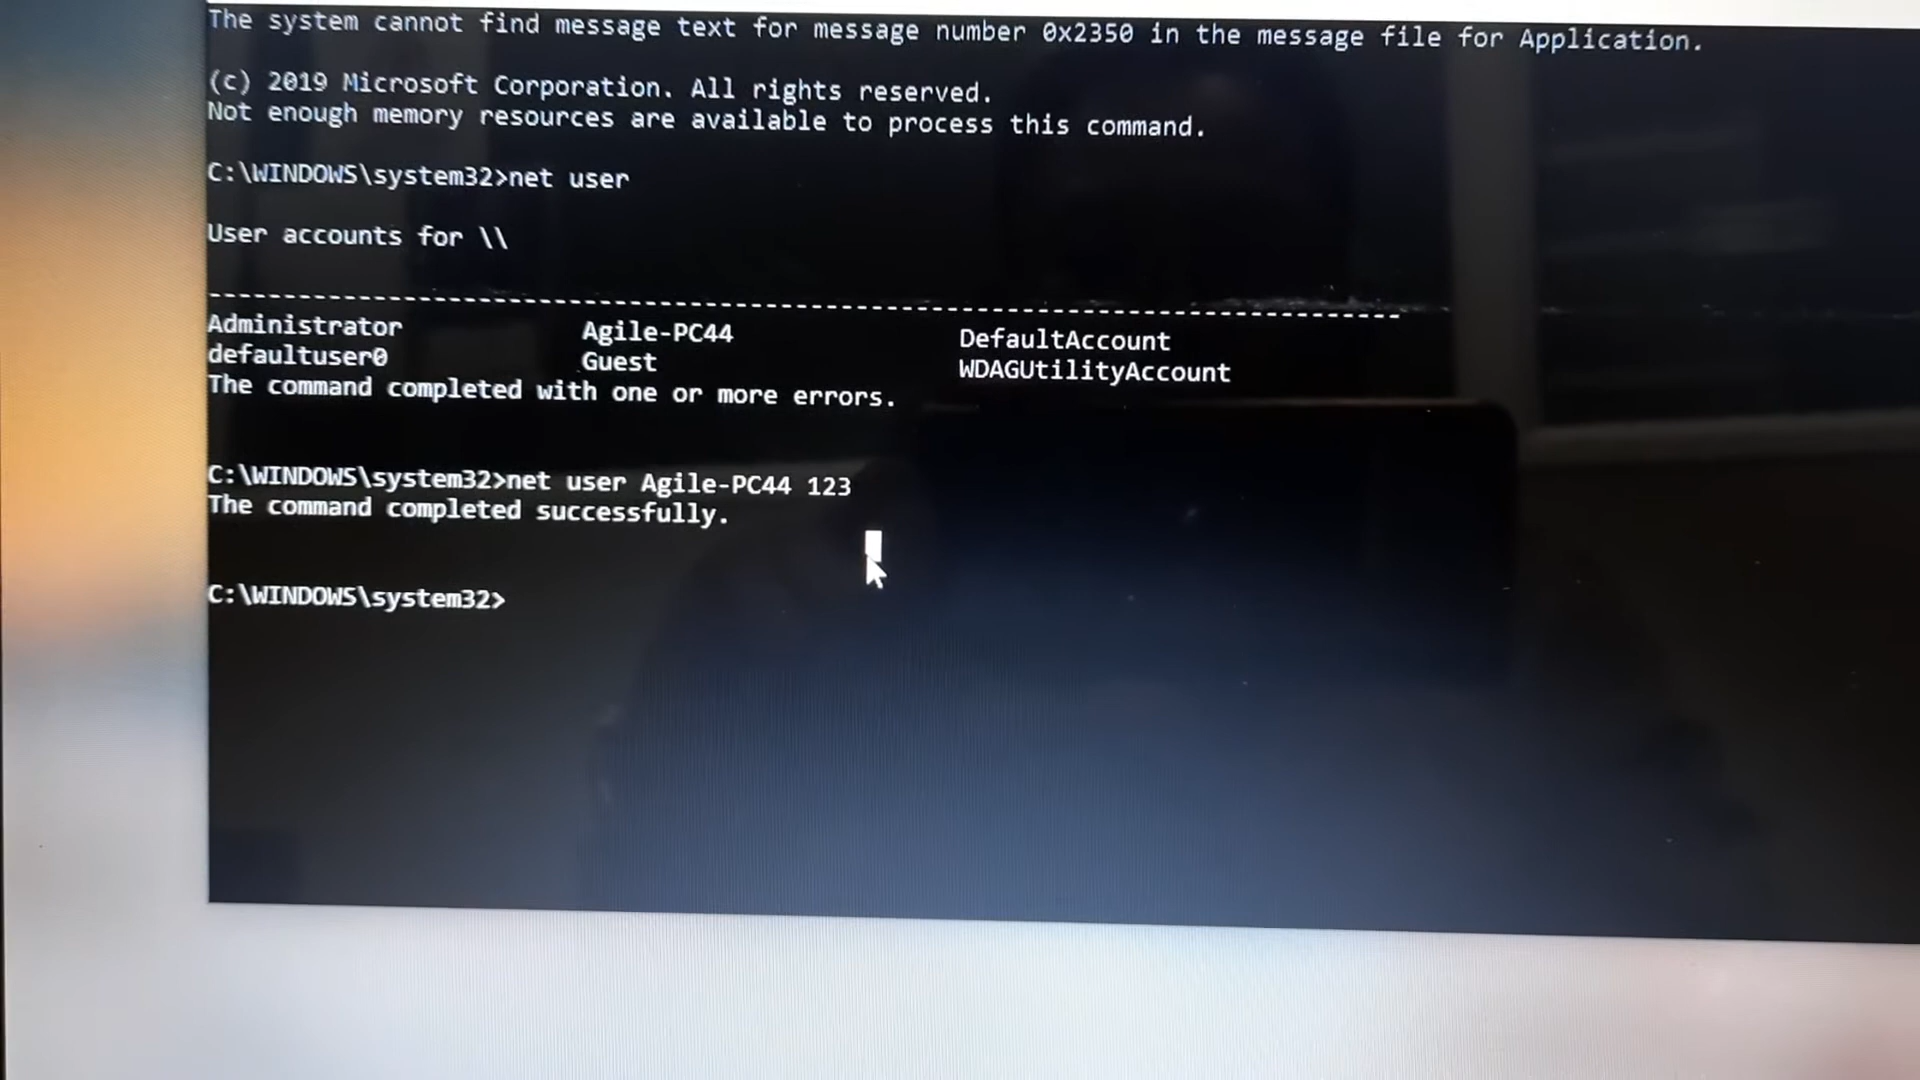 The system cannot find message text for message number 0x2350 in the message file for Application.
(c) 2019 Microsoft Corporation. All rights reserved.
Not enough memory resources are available to process this command.
C:\WINDOWS\system32>net user
User accounts for \\
-------------------------------------------------------------------------------
Administrator Agile-PC44 DefaultAccount
defaultuser0 Guest WDAGUtilityAccount
The command completed with one or more errors.
C:\WINDOWS\system32>net user Agile-PC44 123
The command completed successfully.
C:\WINDOWS\system32>